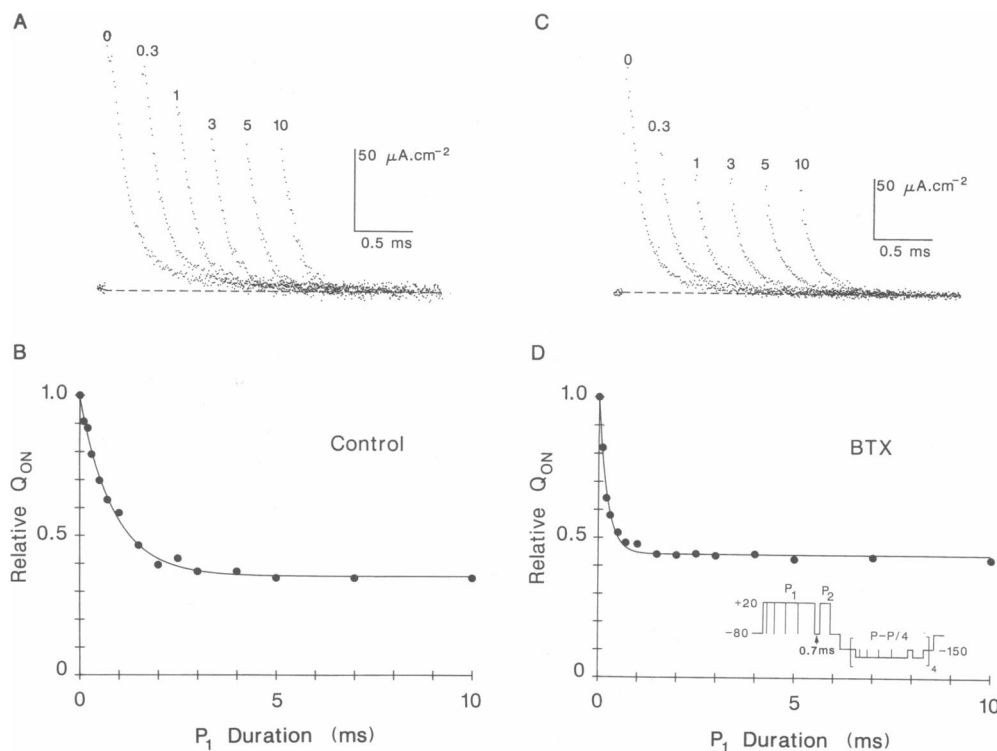 A
0
0.3
1
3
5
10
50 μA.cm⁻²
0.5 ms
C
0
0.3
1
3
5
10
50 μA.cm⁻²
0.5 ms
B
Relative Q_ON
1.0
0.5
0
Control
0
5
10
P₁ Duration (ms)
D
Relative Q_ON
1.0
0.5
0
BTX
P₁
P₂
+20
-80
0.7ms
P-P/4
-150
4
0
5
10
P₁ Duration (ms)